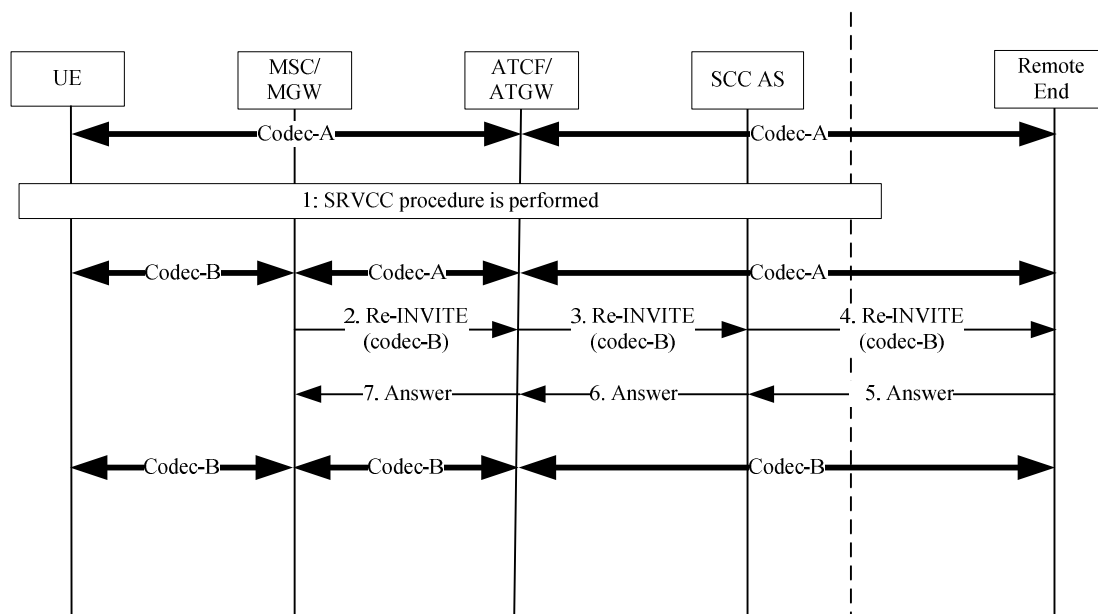 UE
MSC/
MGW
ATCF/
ATGW
SCC AS
Remote
End
Codec-A
Codec-A
1: SRVCC procedure is performed
Codec-B
Codec-A
Codec-A
2. Re-INVITE
(codec-B)
3. Re-INVITE
(codec-B)
4. Re-INVITE
(codec-B)
7. Answer
6. Answer
5. Answer
Codec-B
Codec-B
Codec-B